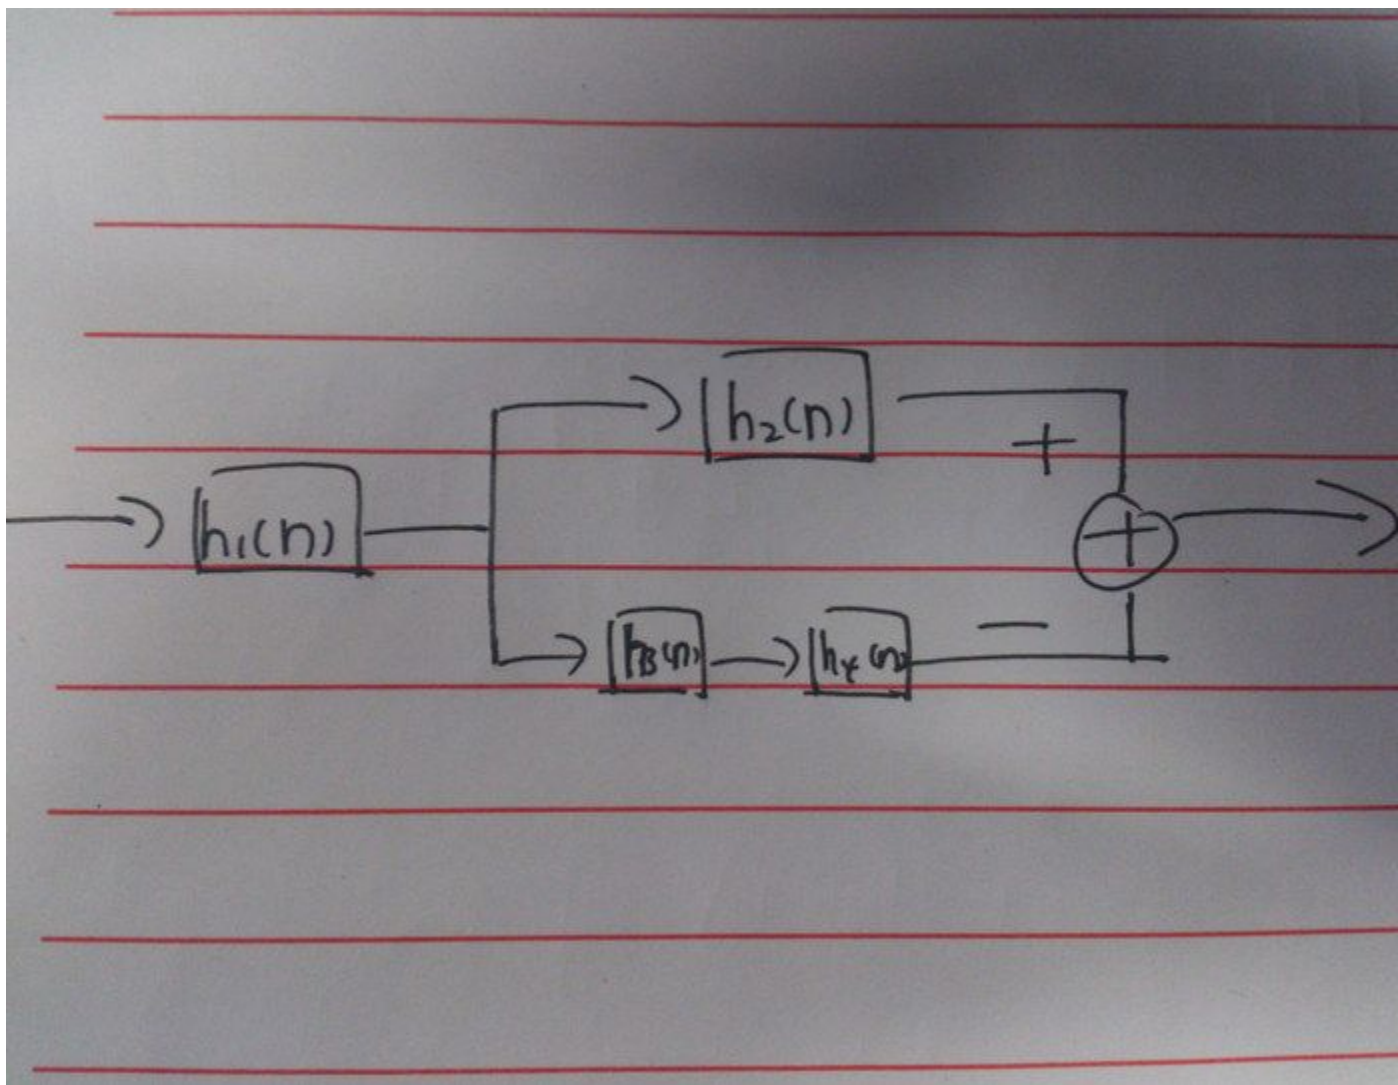 h₂(n)
+
h₁(n)
+
h₃(n) h₄(n) −